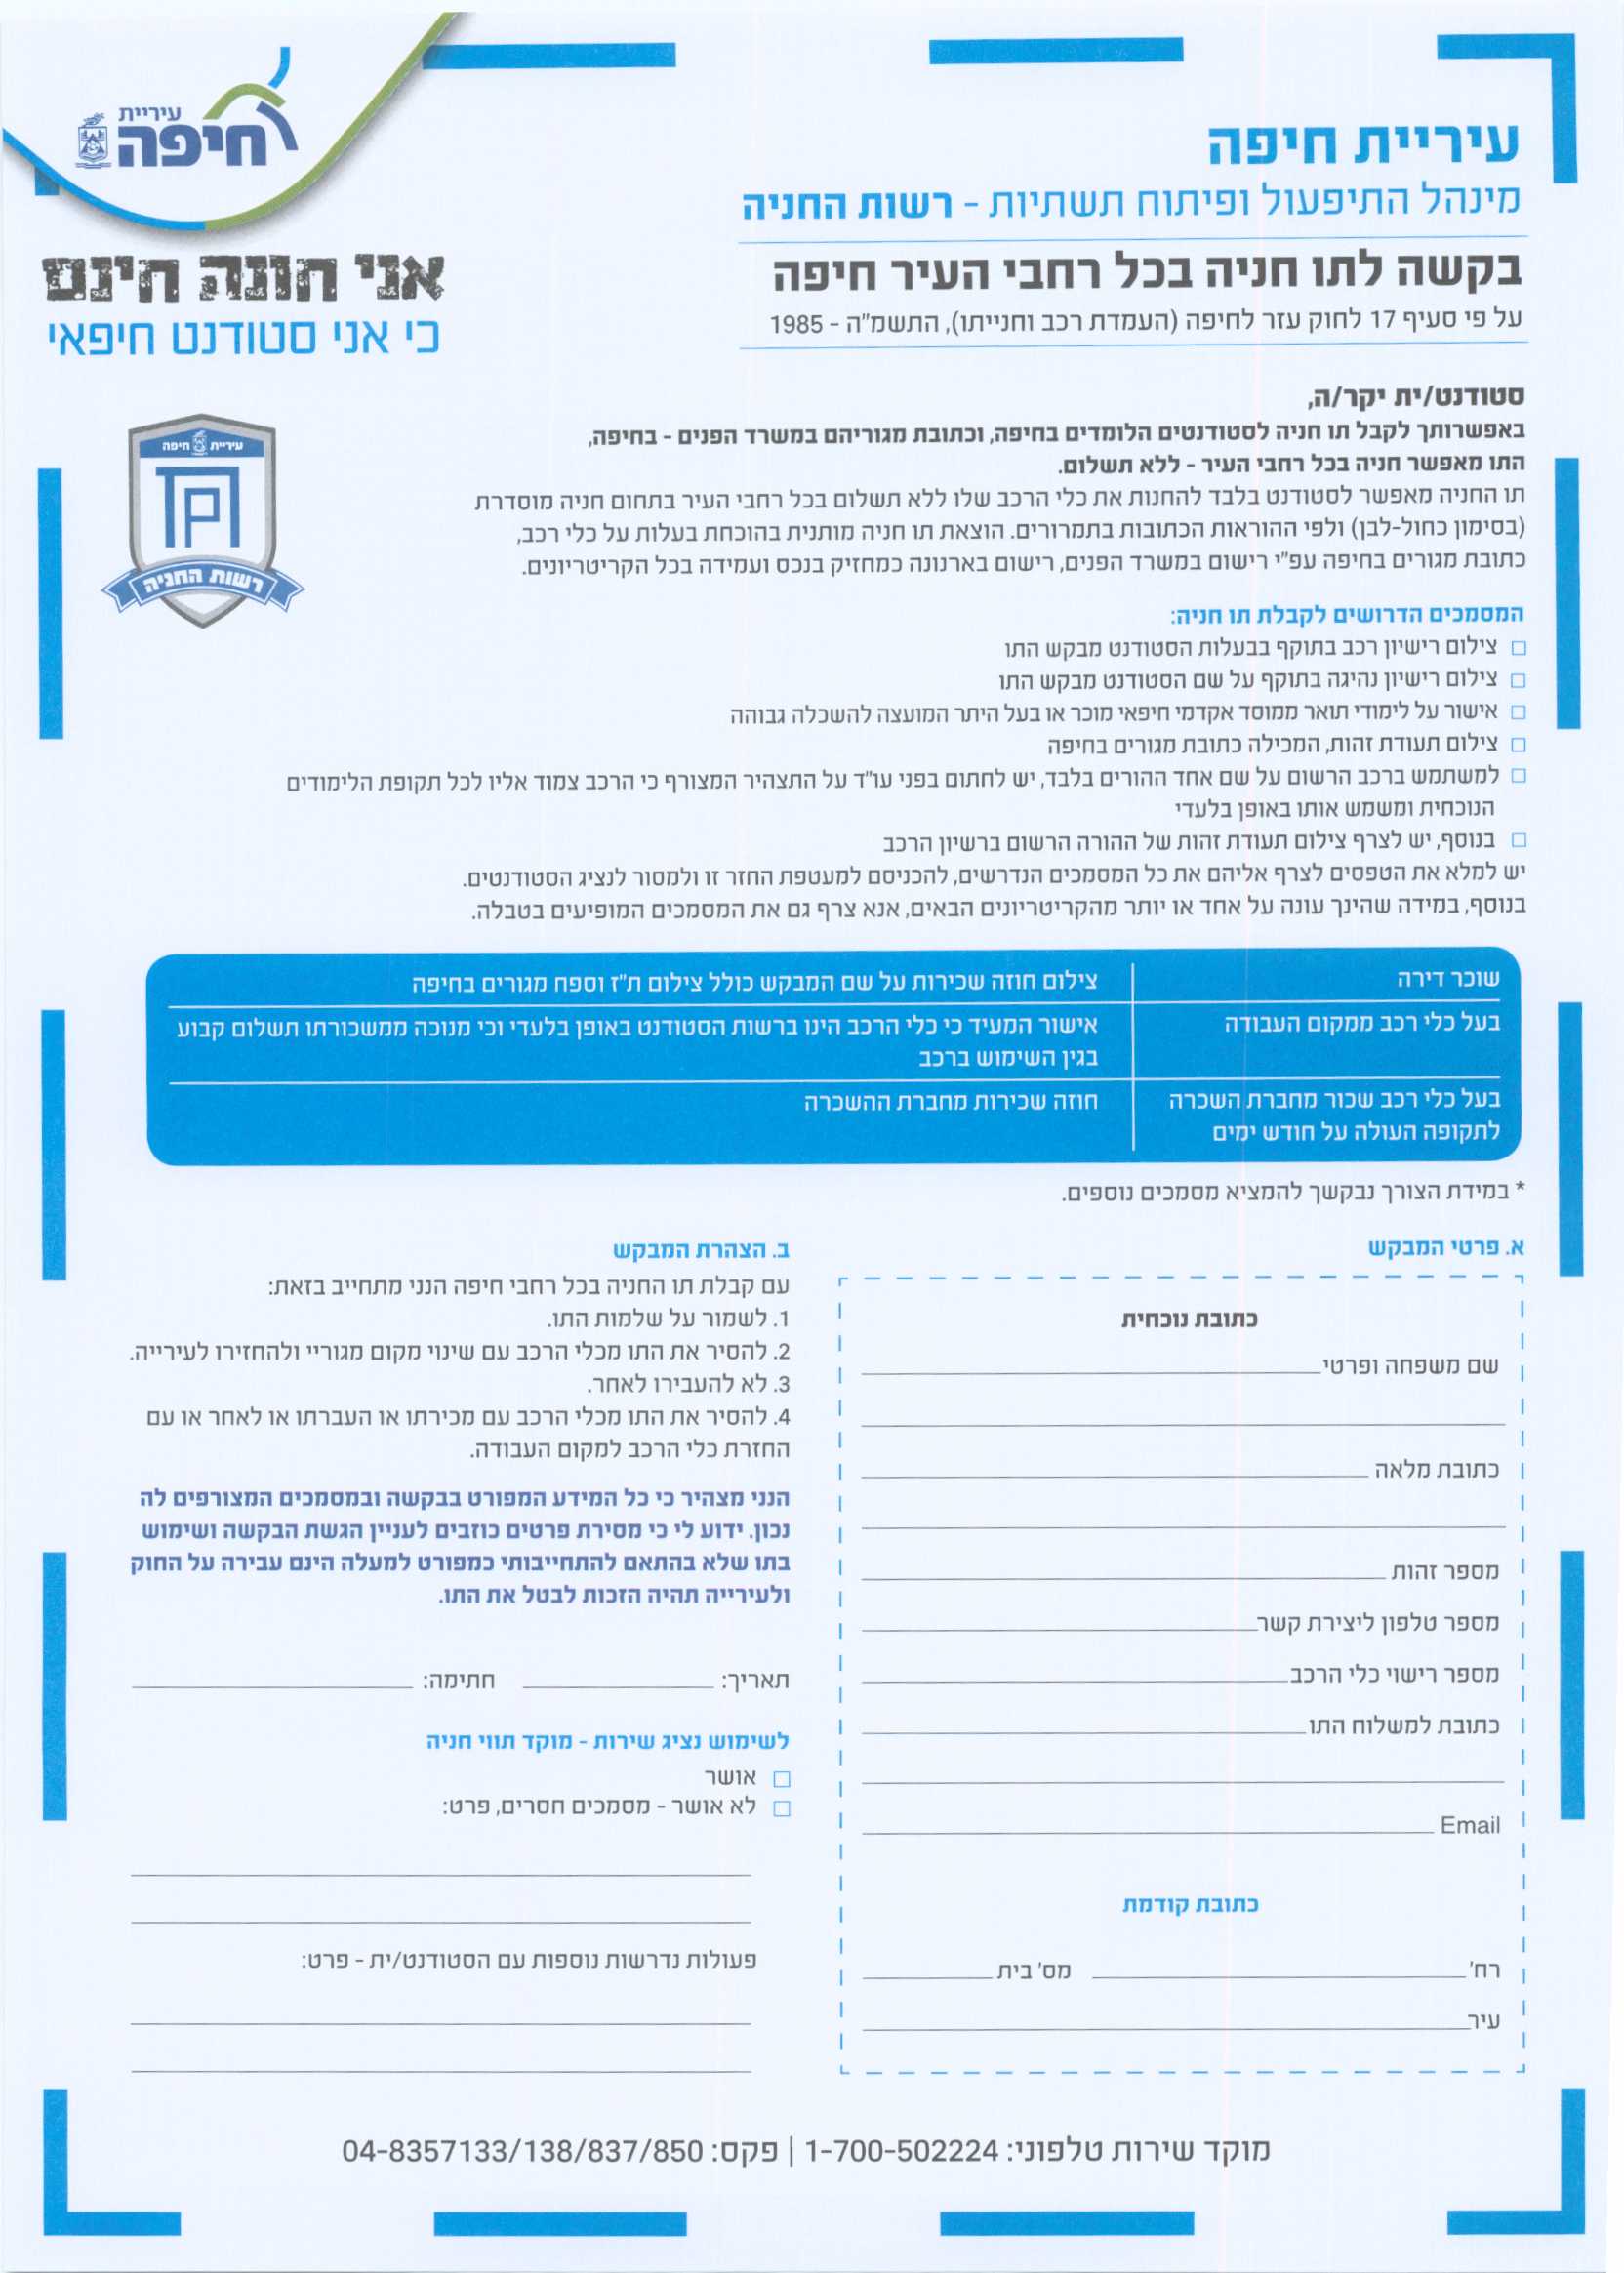 עיריית
חיפה
עיריית חיפה
מינהל התיפעול ופיתוח תשתיות - רשות החניה
בקשה לתו חניה בכל רחבי העיר חיפה
על פי סעיף 17 לחוק עזר לחיפה (העמדת רכב וחנייתו), התשמ"ה - 1985
אני חונה חינם
כי אני סטודנט חיפאי
עיריית חיפה
רשות החניה
סטודנט/ית יקר/ה,
באפשרותך לקבל תו חניה לסטודנטים הלומדים בחיפה, וכתובת מגוריהם במשרד הפנים - בחיפה,
התו מאפשר חניה בכל רחבי העיר - ללא תשלום.
תו החניה מאפשר לסטודנט בלבד להחנות את כלי הרכב שלו ללא תשלום בכל רחבי העיר בתחום חניה מוסדרת
(בסימון כחול-לבן) ולפי ההוראות הכתובות בתמרורים. הוצאת תו חניה מותנית בהוכחת בעלות על כלי רכב,
כתובת מגורים בחיפה עפ"י רישום במשרד הפנים, רישום בארנונה כמחזיק בנכס ועמידה בכל הקריטריונים.
המסמכים הדרושים לקבלת תו חניה:
צילום רישיון רכב בתוקף בבעלות הסטודנט מבקש התו
צילום רישיון נהיגה בתוקף על שם הסטודנט מבקש התו
אישור על לימודי תואר ממוסד אקדמי חיפאי מוכר או בעל היתר המועצה להשכלה גבוהה
צילום תעודת זהות, המכילה כתובת מגורים בחיפה
למשתמש ברכב הרשום על שם אחד ההורים בלבד, יש לחתום בפני עו"ד על התצהיר המצורף כי הרכב צמוד אליו לכל תקופת הלימודים
הנוכחית ומשמש אותו באופן בלעדי
בנוסף, יש לצרף צילום תעודת זהות של ההורה הרשום ברשיון הרכב
יש למלא את הטפסים לצרף אליהם את כל המסמכים הנדרשים, להכניסם למעטפת החזר זו ולמסור לנציג הסטודנטים.
בנוסף, במידה שהינך עונה על אחד או יותר מהקריטריונים הבאים, אנא צרף גם את המסמכים המופיעים בטבלה.
שוכר דירה
צילום חוזה שכירות על שם המבקש כולל צילום ת"ז וספח מגורים בחיפה
בעל כלי רכב ממקום העבודה
אישור המעיד כי כלי הרכב הינו ברשות הסטודנט באופן בלעדי וכי מנוכה ממשכורתו תשלום קבוע
בגין השימוש ברכב
בעל כלי רכב שכור מחברת השכרה
לתקופה העולה על חודש ימים
חוזה שכירות מחברת ההשכרה
* במידת הצורך נבקשך להמציא מסמכים נוספים.
א. פרטי המבקש
כתובת נוכחית
שם משפחה ופרטי
כתובת מלאה
מספר זהות
מספר טלפון ליצירת קשר
מספר רישוי כלי הרכב
כתובת למשלוח התו
Email
כתובת קודמת
רח' מס' בית
עיר
ב. הצהרת המבקש
עם קבלת תו החניה בכל רחבי חיפה הנני מתחייב בזאת:
1. לשמור על שלמות התו.
2. להסיר את התו מכלי הרכב עם שינוי מקום מגוריי ולהחזירו לעירייה.
3. לא להעבירו לאחר.
4. להסיר את התו מכלי הרכב עם מכירתו או העברתו או לאחר או עם
החזרת כלי הרכב למקום העבודה.
הנני מצהיר כי כל המידע המפורט בבקשה ובמסמכים המצורפים לה
נכון. ידוע לי כי מסירת פרטים כוזבים לעניין הגשת הבקשה ושימוש
בתו שלא בהתאם להתחייבותי כמפורט למעלה הינם עבירה על החוק
ולעירייה תהיה הזכות לבטל את התו.
תאריך: חתימה:
לשימוש נציג שירות - מוקד תווי חניה
אושר
לא אושר - מסמכים חסרים, פרט:
פעולות נדרשות נוספות עם הסטודנט/ית - פרט:
מוקד שירות טלפוני: 1-700-502224 | פקס: 04-8357133/138/837/850